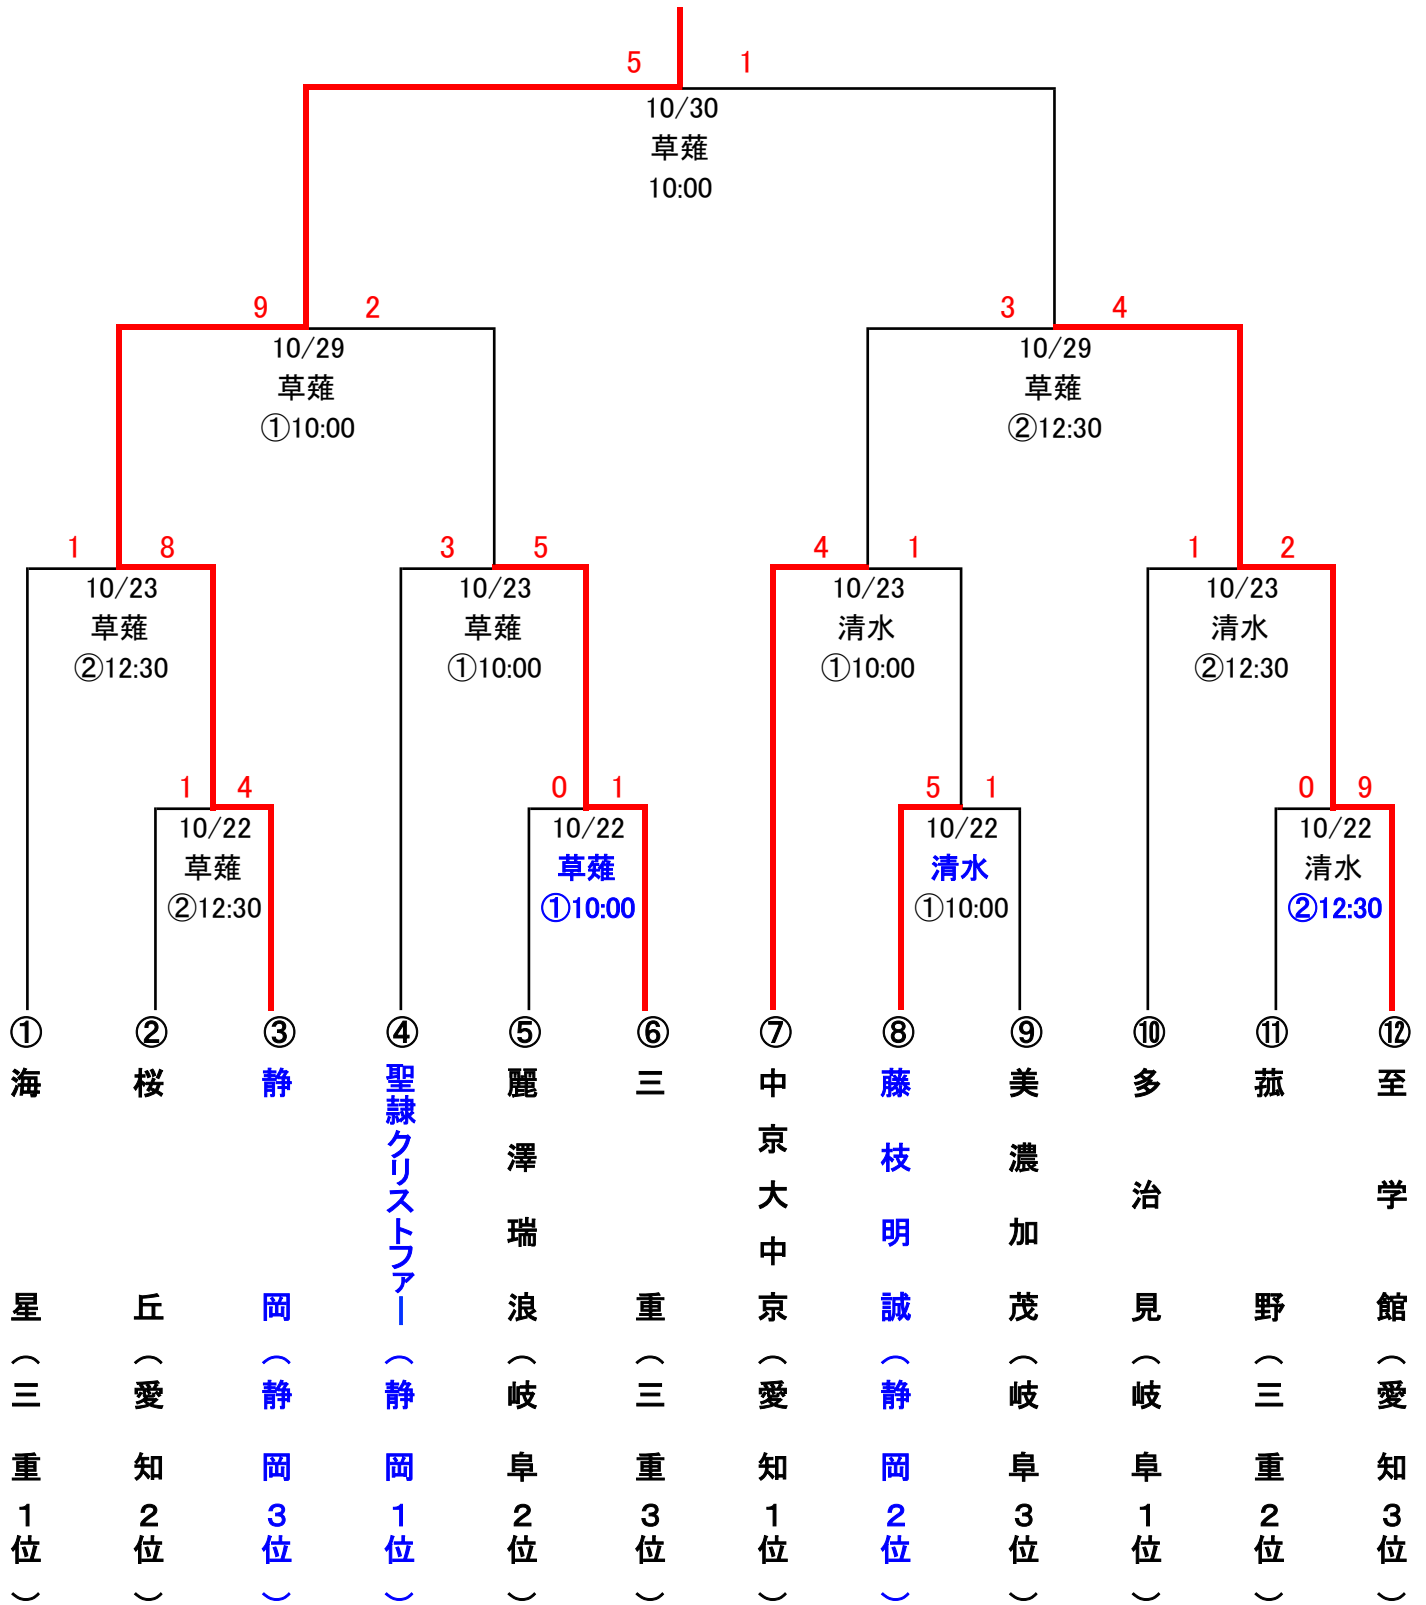 5 1
10/30
草薙
10:00
9 2
3 4
10/29
草薙
①10:00
10/29
草薙
②12:30
1 8
3 5
4 1
1 2
10/23
草薙
②12:30
10/23
草薙
①10:00
10/23
清水
①10:00
10/23
清水
②12:30
1 4
0 1
5 1
0 9
10/22
草薙
②12:30
10/22
草薙
①10:00
10/22
清水
①10:00
10/22
清水
②12:30
①
海星(三重1位)
②
桜丘(愛知2位)
③
静岡(静岡3位)
④
聖隷クリストファー(静岡1位)
⑤
麗澤瑞浪(岐阜2位)
⑥
三重(三重3位)
⑦
中京大中京(愛知1位)
⑧
藤枝明誠(静岡2位)
⑨
美濃加茂(岐阜3位)
⑩
多治見(岐阜1位)
⑪
菰野(三重2位)
⑫
至学館(愛知3位)